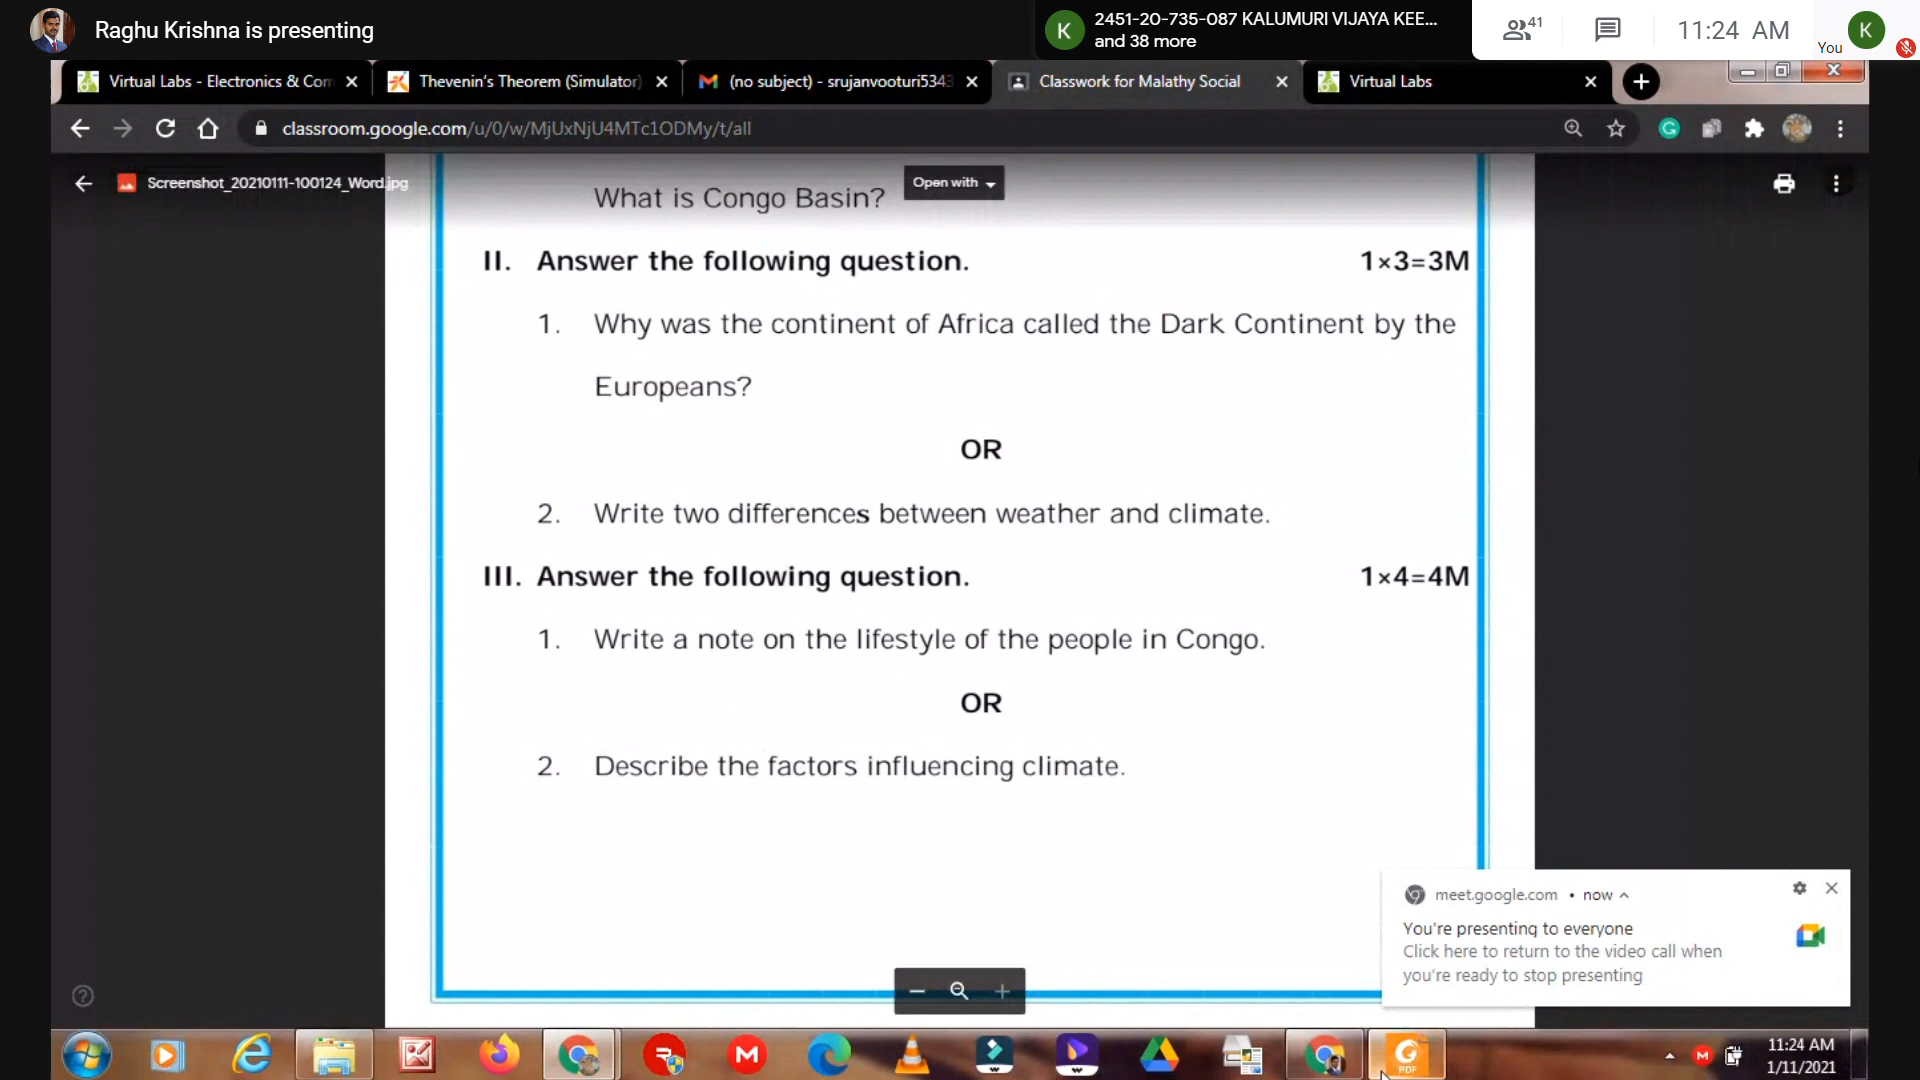 Raghu Krishna is presenting
2451-20-735-087 KALUMURI VIJAYA KEE...
and 38 more
K
41
11:24 AM
You
K
Virtual Labs - Electronics & Com
Thevenin's Theorem (Simulator)
(no subject) - srujanvooturi5343
Classwork for Malathy Social
Virtual Labs
classroom.google.com/u/0/w/MjUxNjU4MTc1ODMy/t/all
Screenshot_20210111-100124_Word.jpg
Open with
What is Congo Basin?
II. Answer the following question. 1×3=3M
1. Why was the continent of Africa called the Dark Continent by the
Europeans?
OR
2. Write two differences between weather and climate.
III. Answer the following question. 1×4=4M
1. Write a note on the lifestyle of the people in Congo.
OR
2. Describe the factors influencing climate.
meet.google.com • now
You're presenting to everyone
Click here to return to the video call when
you're ready to stop presenting
PDF
11:24 AM
1/11/2021